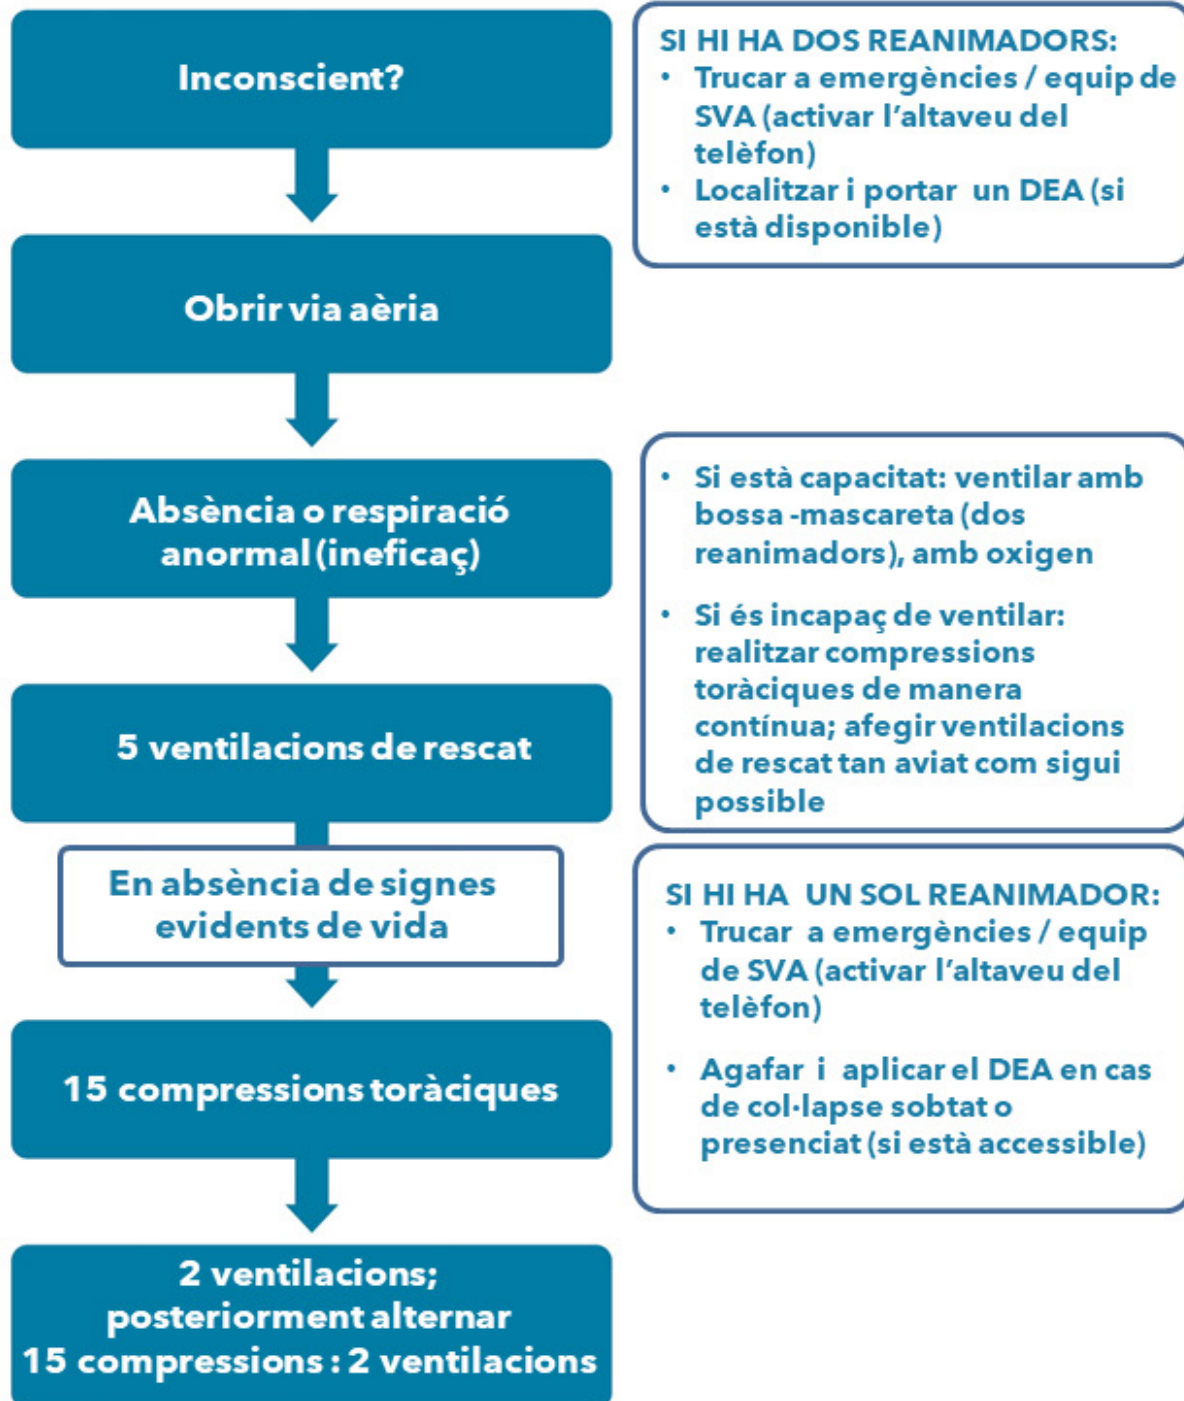 Inconscient?
SI HI HA DOS REANIMADORS:
• Trucar a emergències / equip de
SVA (activar l'altaveu del
telèfon)
• Localitzar i portar un DEA (si
està disponible)
Obrir via aèria
Absència o respiració
anormal (ineficaç)
• Si està capacitat: ventilar amb
bossa -mascareta (dos
reanimadors), amb oxigen
• Si és incapaç de ventilar:
realitzar compressions
toràciques de manera
contínua; afegir ventilacions
de rescat tan aviat com sigui
possible
5 ventilacions de rescat
En absència de signes
evidents de vida
SI HI HA UN SOL REANIMADOR:
• Trucar a emergències / equip
de SVA (activar l'altaveu del
telèfon)
• Agafar i aplicar el DEA en cas
de col·lapse sobtat o
presenciat (si està accessible)
15 compressions toràciques
2 ventilacions;
posteriorment alternar
15 compressions : 2 ventilacions